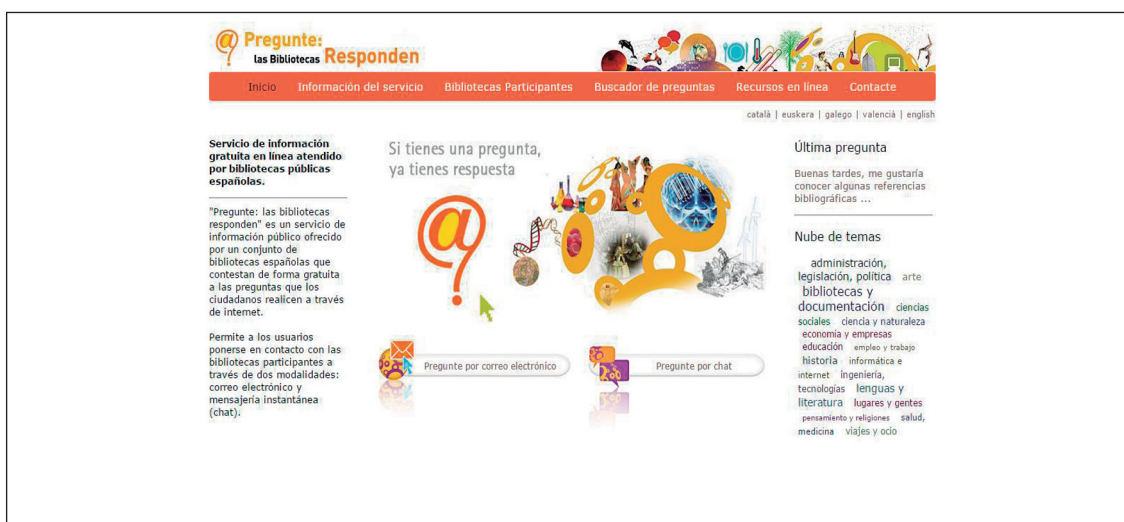 Pregunte:
las Bibliotecas Responden
Inicio Información del servicio Bibliotecas Participantes Buscador de preguntas Recursos en línea Contacte
català | euskera | galego | valencià | english
Servicio de información
gratuita en línea atendido
por bibliotecas públicas
españolas.
"Pregunte: las bibliotecas
responden" es un servicio de
información público ofrecido
por un conjunto de
bibliotecas españolas que
contestan de forma gratuita
a las preguntas que los
ciudadanos realicen a través
de internet.
Permite a los usuarios
ponerse en contacto con las
bibliotecas participantes a
través de dos modalidades:
correo electrónico y
mensajería instantánea
(chat).
Si tienes una pregunta,
ya tienes respuesta
Pregunte por correo electrónico
Pregunte por chat
Última pregunta
Buenas tardes, me gustaría
conocer algunas referencias
bibliográficas ...
Nube de temas
administración,
legislación, política arte
bibliotecas y
documentación ciencias
sociales ciencia y naturaleza
economía y empresas
educación empleo y trabajo
historia informática e
internet ingeniería,
tecnologías lenguas y
literatura lugares y gentes
pensamiento y religiones salud,
medicina viajes y ocio